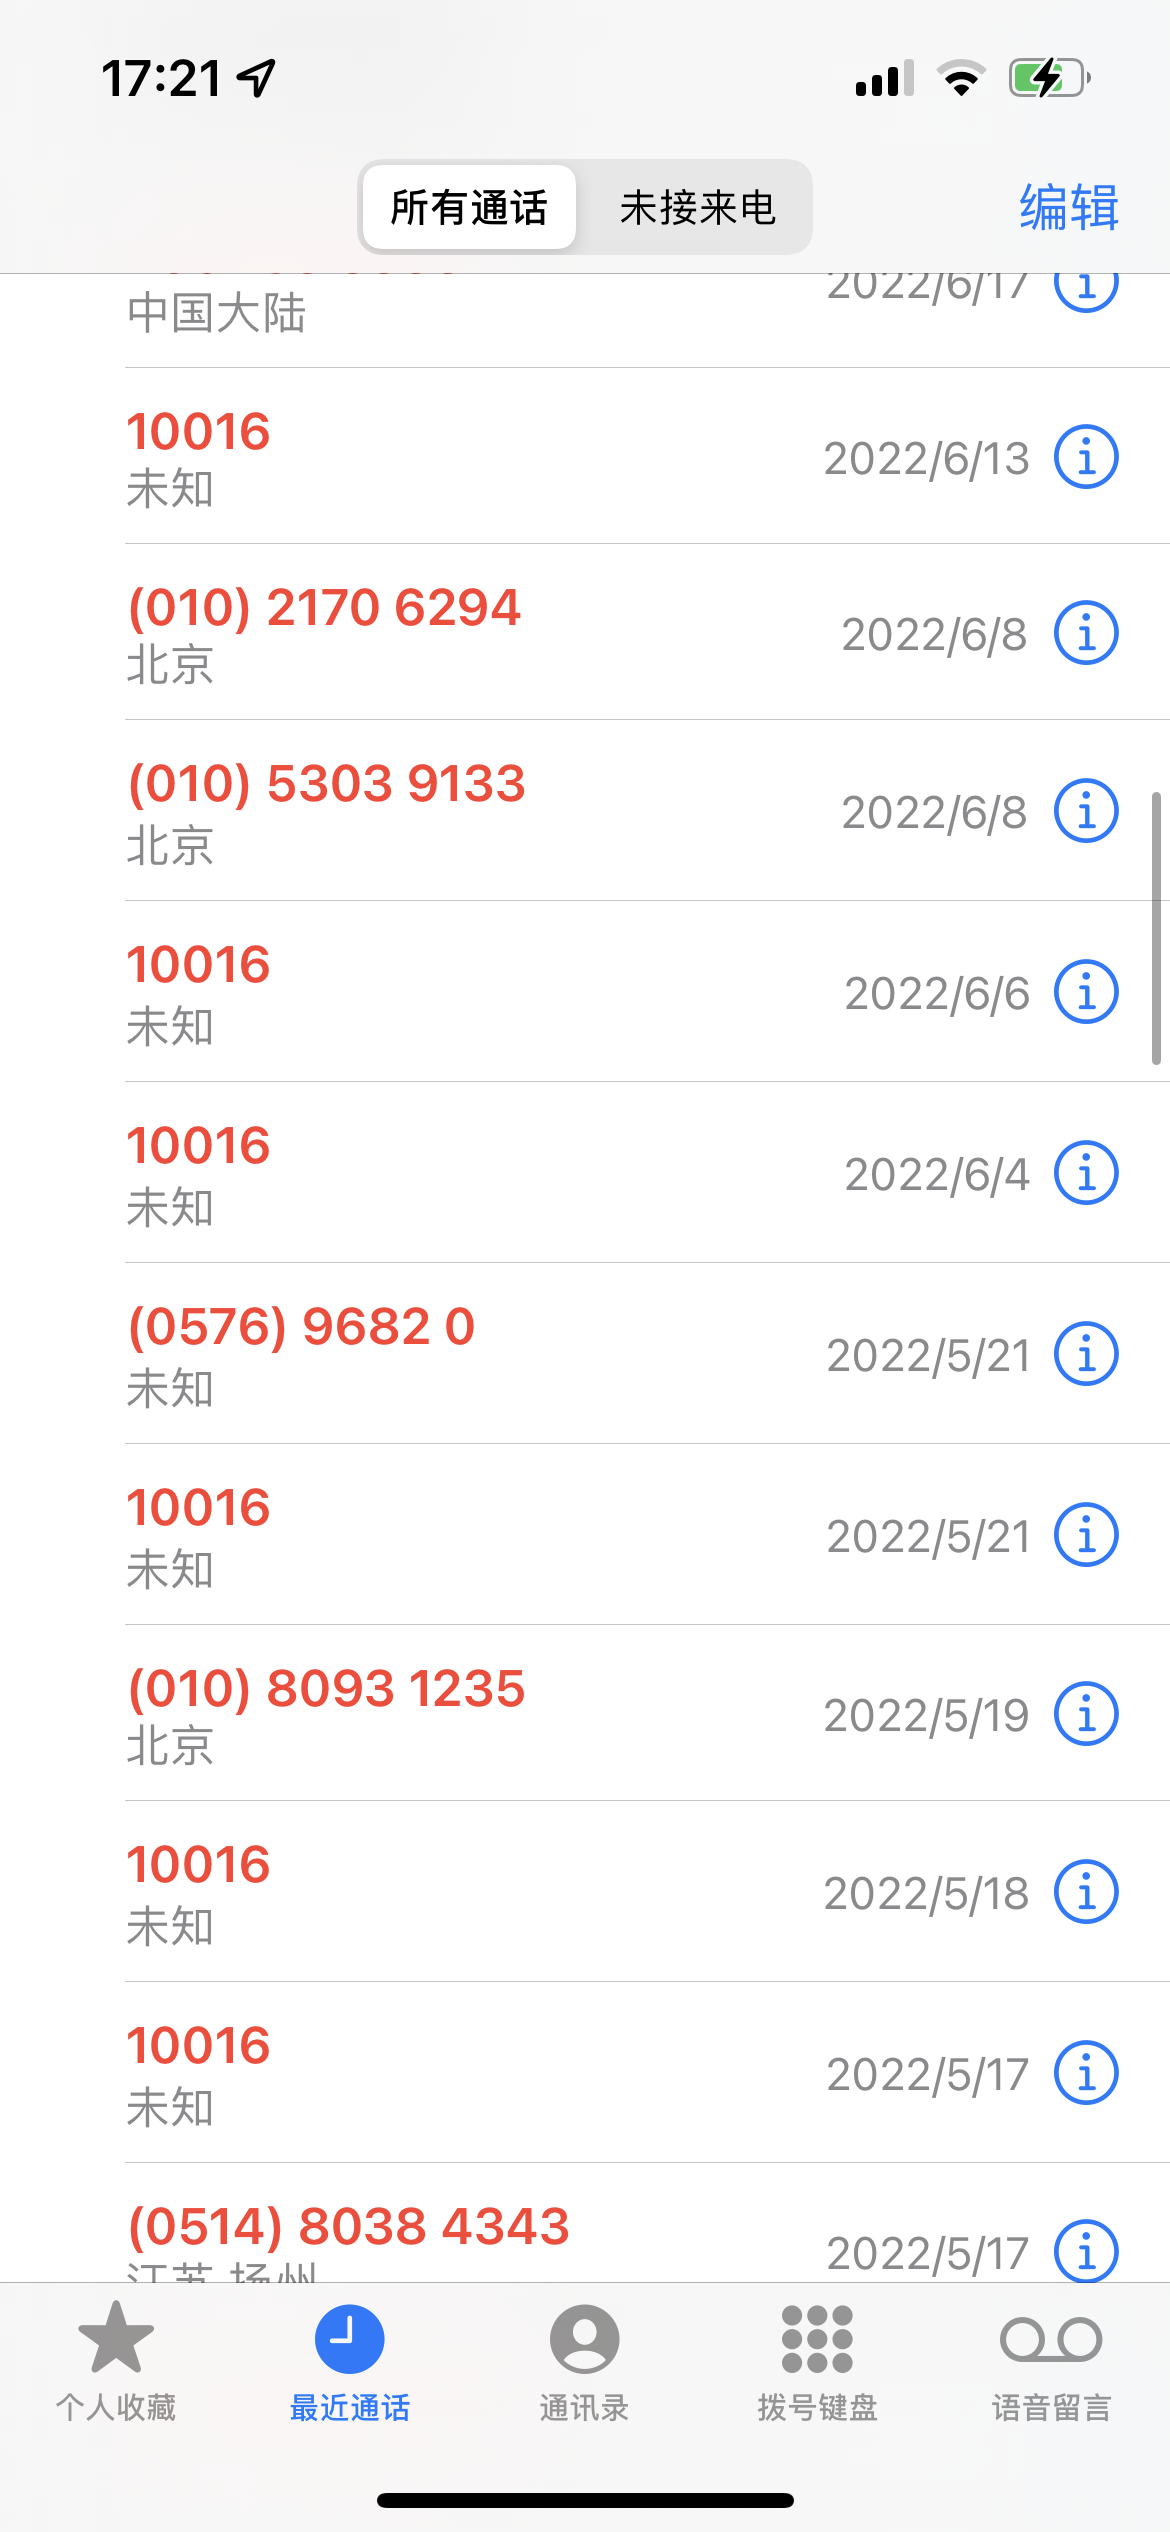 17:21
所有通话 未接来电 编辑
2022/6/17
中国大陆
10016
未知
2022/6/13
(010) 2170 6294
北京
2022/6/8
(010) 5303 9133
北京
2022/6/8
10016
未知
2022/6/6
10016
未知
2022/6/4
(0576) 9682 0
未知
2022/5/21
10016
未知
2022/5/21
(010) 8093 1235
北京
2022/5/19
10016
未知
2022/5/18
10016
未知
2022/5/17
(0514) 8038 4343
江苏 扬州
2022/5/17
个人收藏 最近通话 通讯录 拨号键盘 语音留言